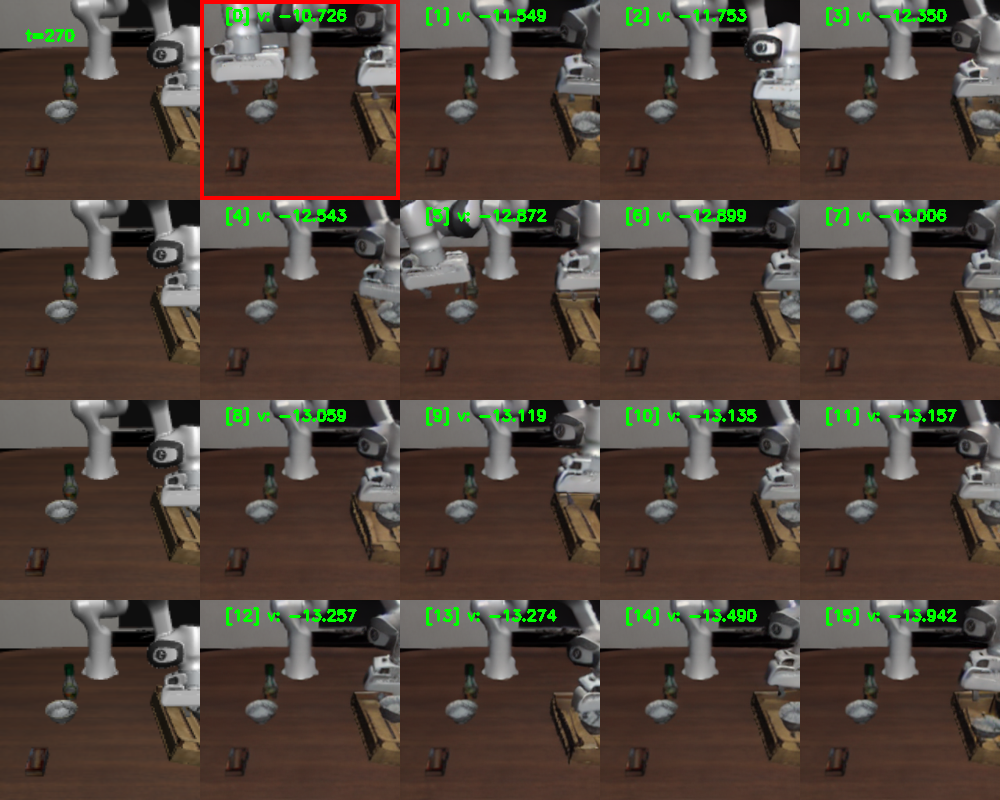 t=270
[0] v: -10.726
[1] v: -11.549
[2] v: -11.753
[3] v: -12.350
[4] v: -12.543
[5] v: -12.872
[6] v: -12.899
[7] v: -13.006
[8] v: -13.059
[9] v: -13.119
[10] v: -13.135
[11] v: -13.157
[12] v: -13.257
[13] v: -13.274
[14] v: -13.490
[15] v: -13.942